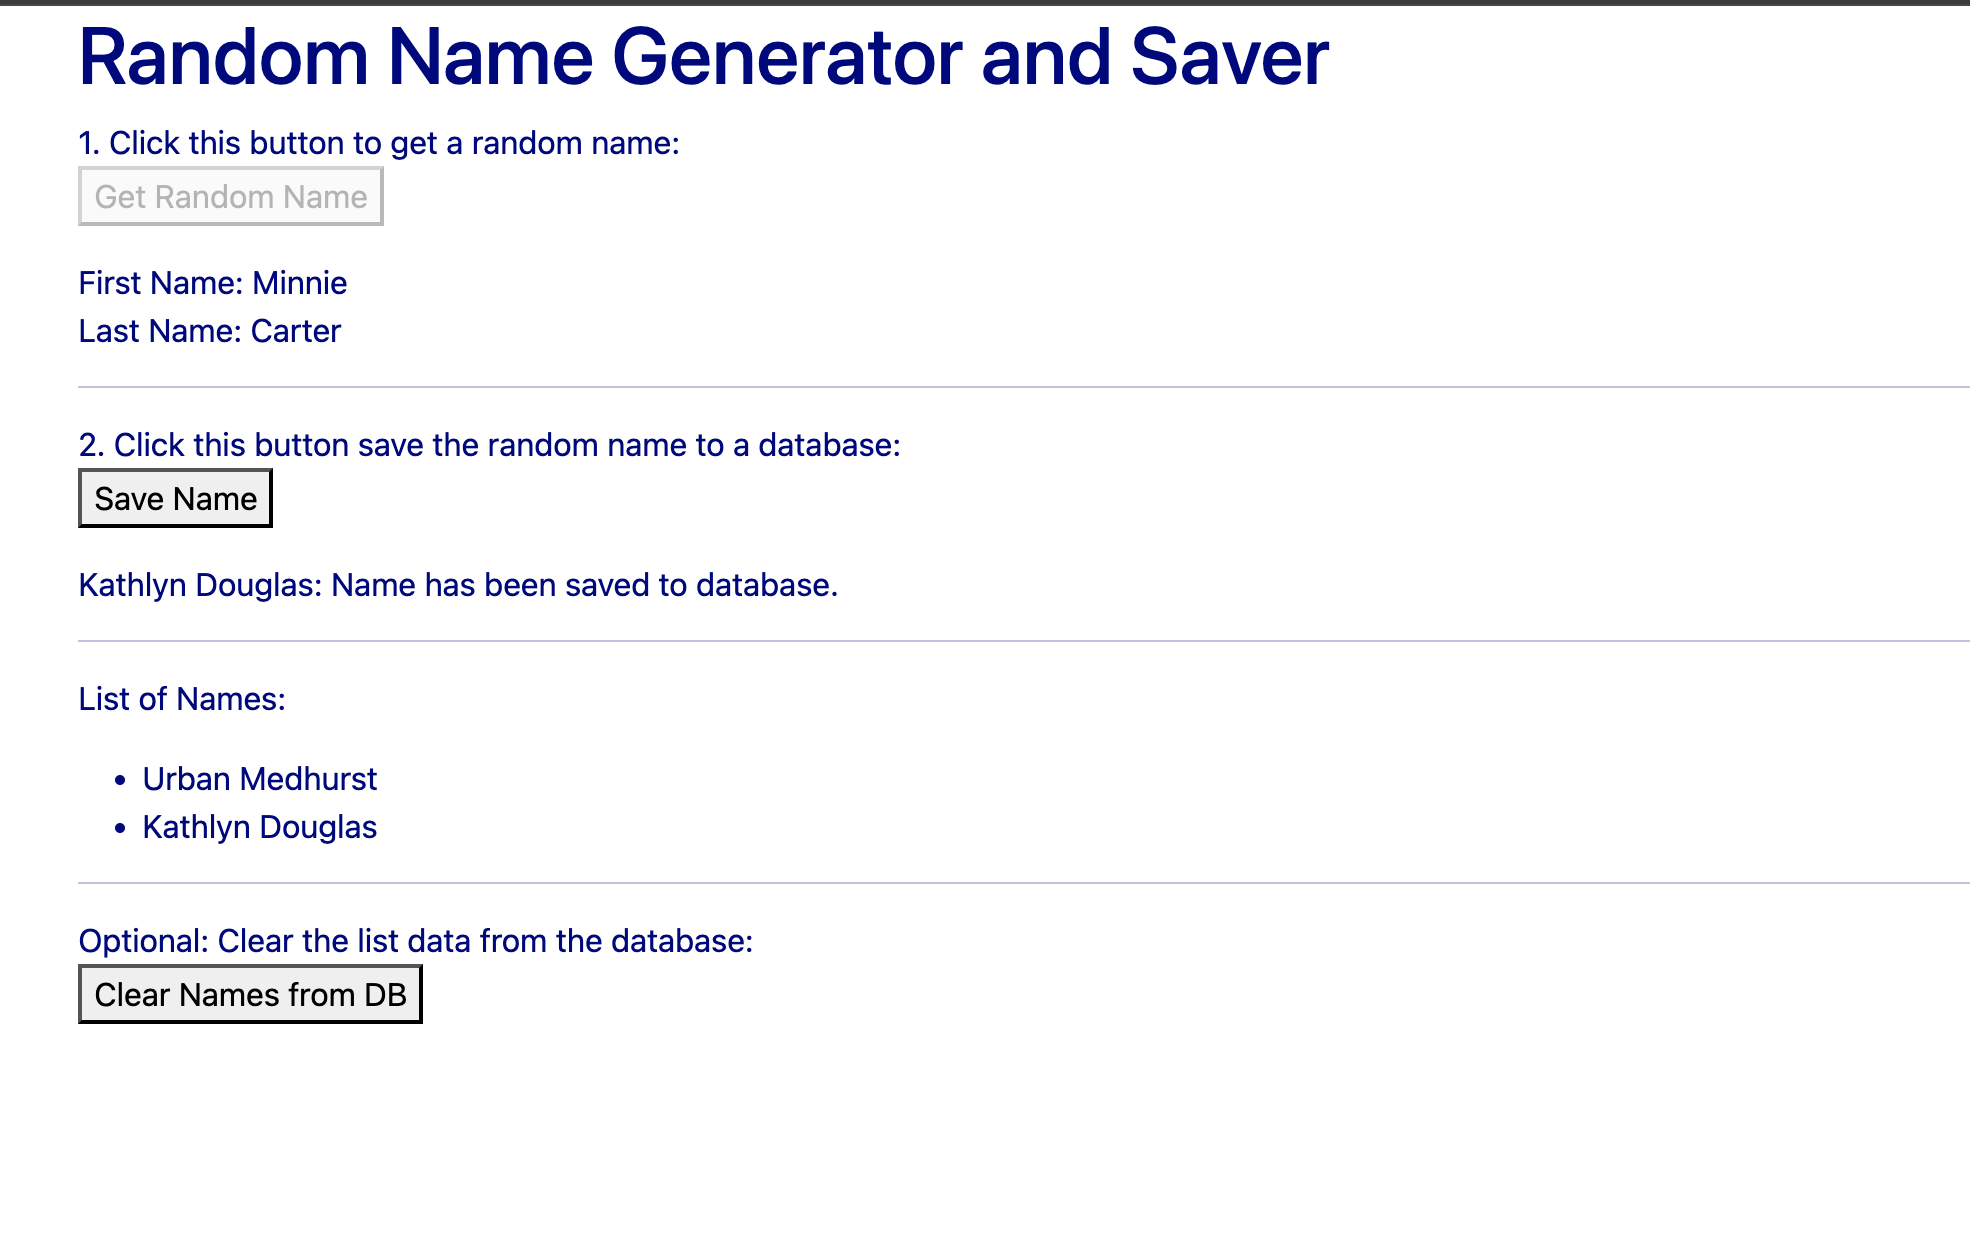 Random Name Generator and Saver
1. Click this button to get a random name:
Get Random Name
First Name: Minnie
Last Name: Carter
2. Click this button save the random name to a database:
Save Name
Kathlyn Douglas: Name has been saved to database.
List of Names:
• Urban Medhurst
• Kathlyn Douglas
Optional: Clear the list data from the database:
Clear Names from DB